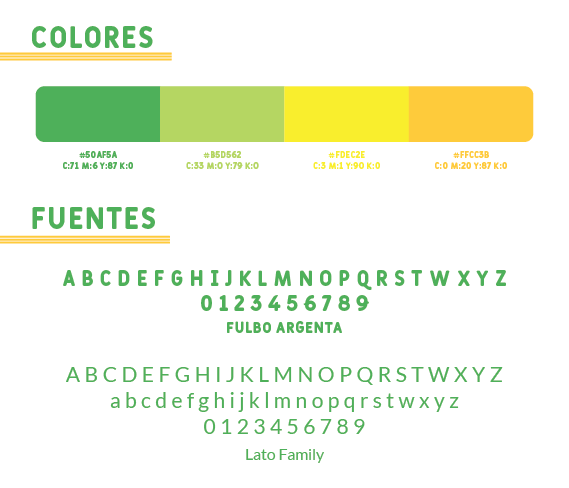 COLORES
#50AF5A
C:71 M:6 Y:87 K:0
#B5D562
C:33 M:0 Y:79 K:0
#FDEC2E
C:3 M:1 Y:90 K:0
#FFCC3B
C:0 M:20 Y:87 K:0
FUENTES
A B C D E F G H I J K L M N O P Q R S T W X Y Z
0 1 2 3 4 5 6 7 8 9
FULBO ARGENTA
A B C D E F G H I J K L M N O P Q R S T W X Y Z
a b c d e f g h i j k l m n o p q r s t w x y z
0 1 2 3 4 5 6 7 8 9
Lato Family